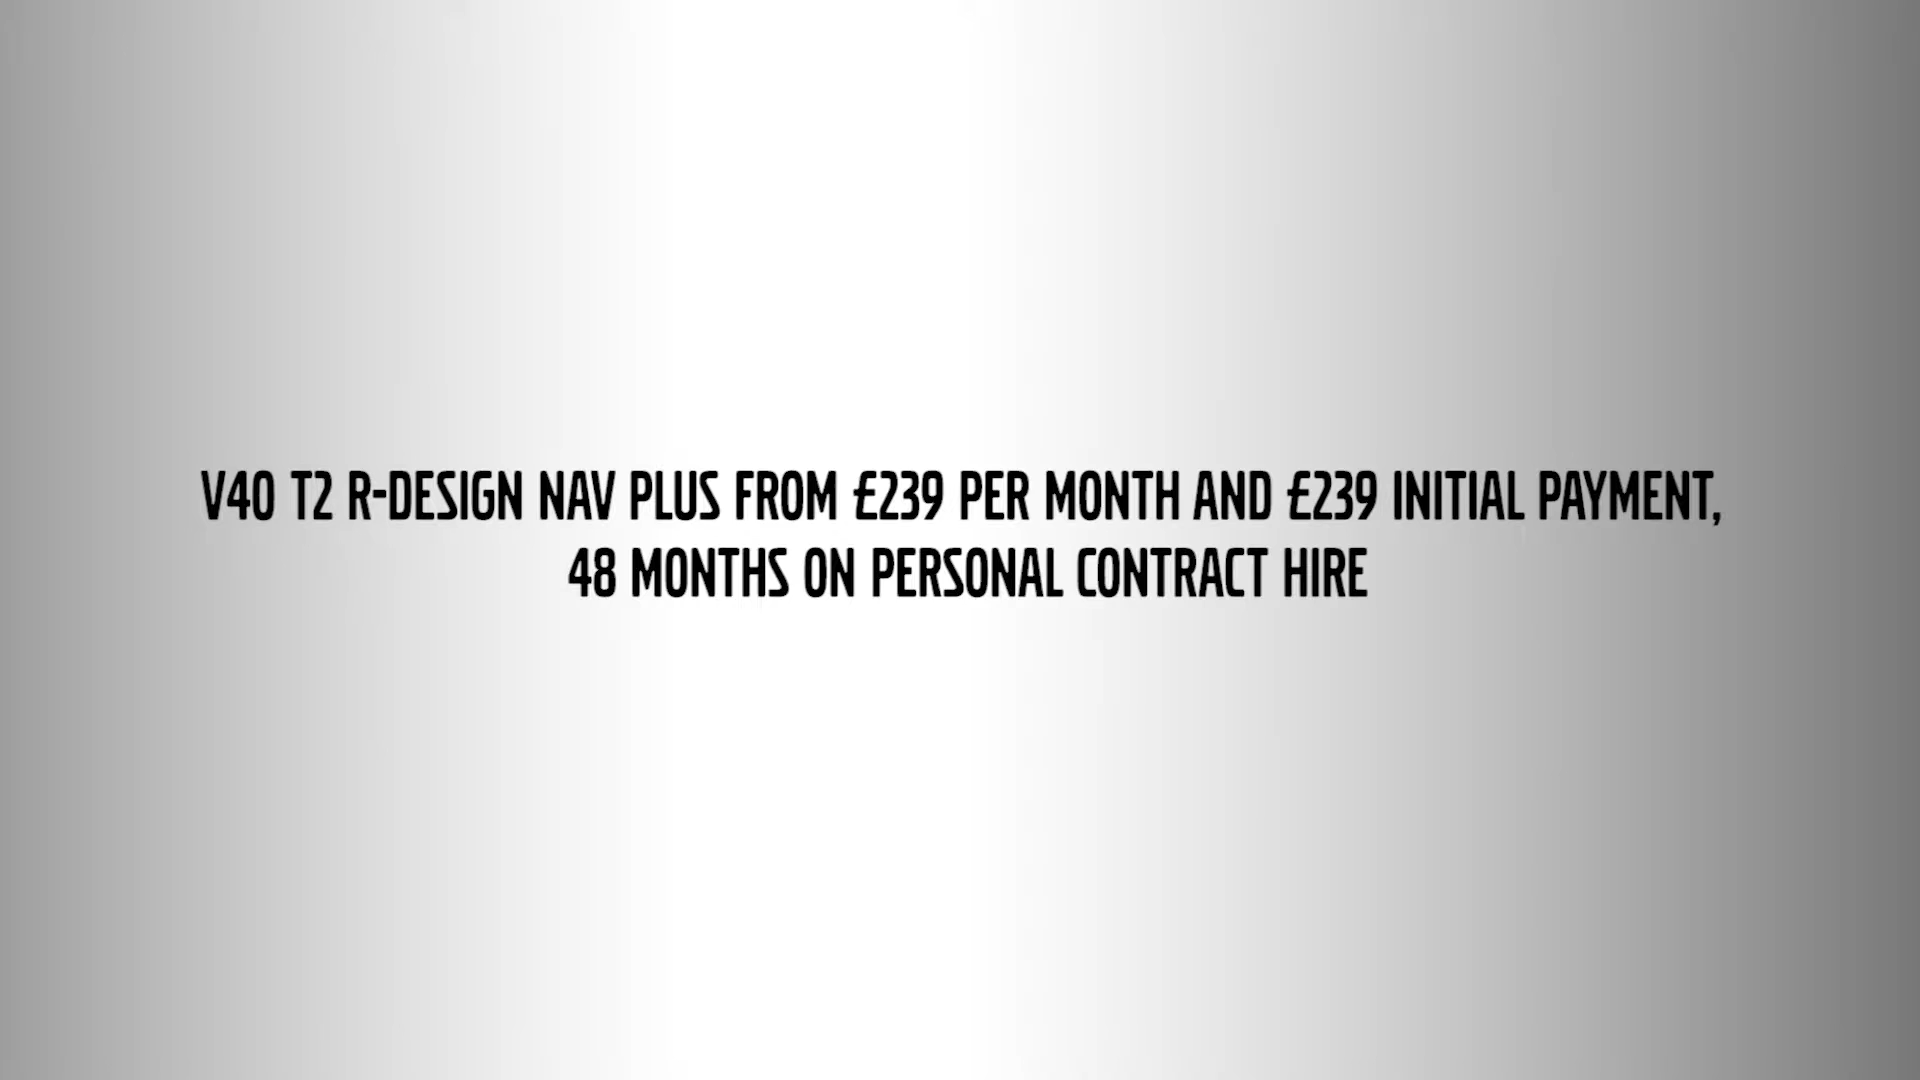 V40 T2 R-DESIGN NAV PLUS FROM £239 PER MONTH AND £239 INITIAL PAYMENT,
48 MONTHS ON PERSONAL CONTRACT HIRE